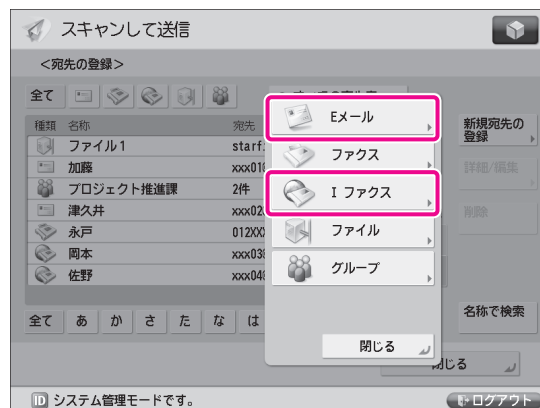 スキャンして送信
<宛先の登録>
全て
種類 名称 宛先
ファイル1 starf
加藤 xxx01
プロジェクト推進課 2件
津久井 xxx02
永戸 012XX
岡本 xxx03
佐野 xxx04
全て あ か さ た な は
Eメール
ファクス
I ファクス
ファイル
グループ
閉じる
新規宛先の
登録
詳細/編集
削除
名称で検索
閉じる
システム管理モードです。
ログアウト